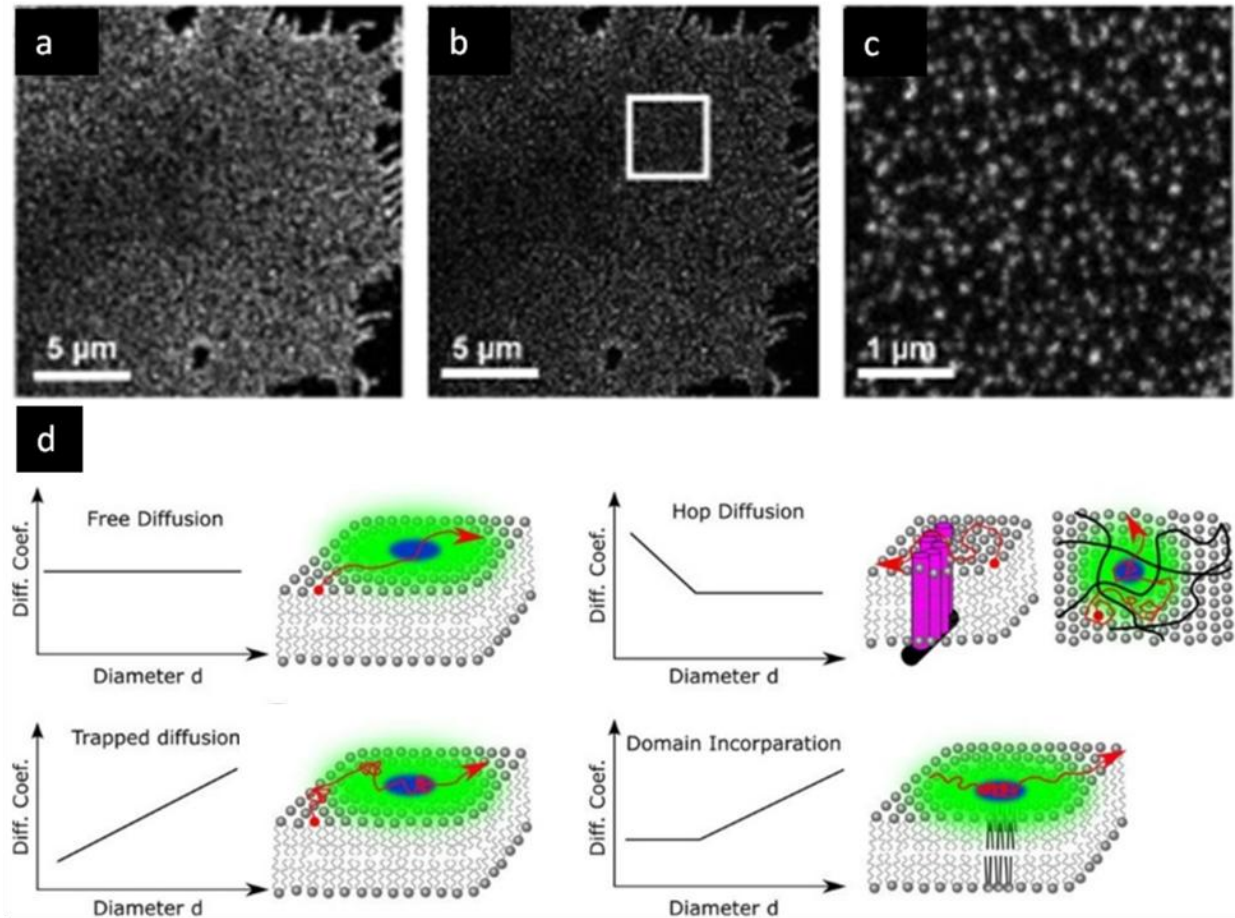 a
b
c
5 μm
5 μm
1 μm
d
Free Diffusion
Diff. Coef.
Diameter d
Hop Diffusion
Diff. Coef.
Diameter d
Trapped diffusion
Diff. Coef.
Diameter d
Domain Incorparation
Diff. Coef.
Diameter d